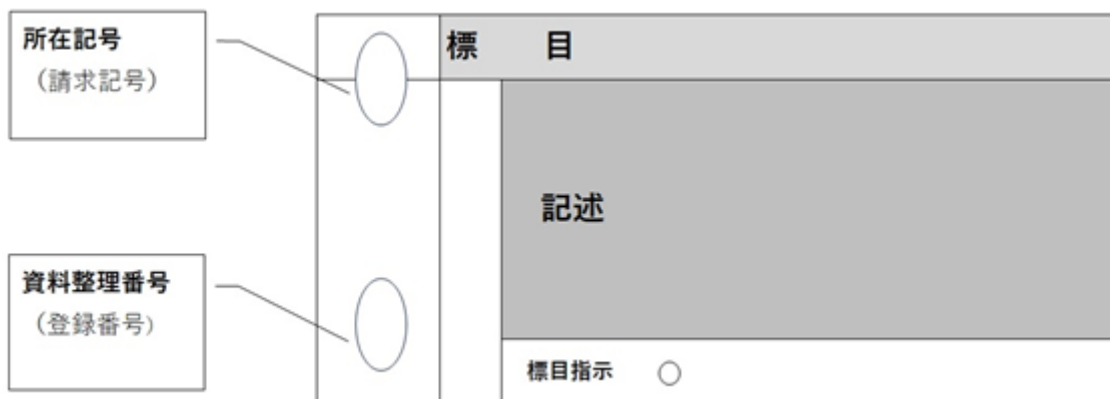 所在記号
（請求記号）
標　目
記述
資料整理番号
（登録番号）
標目指示